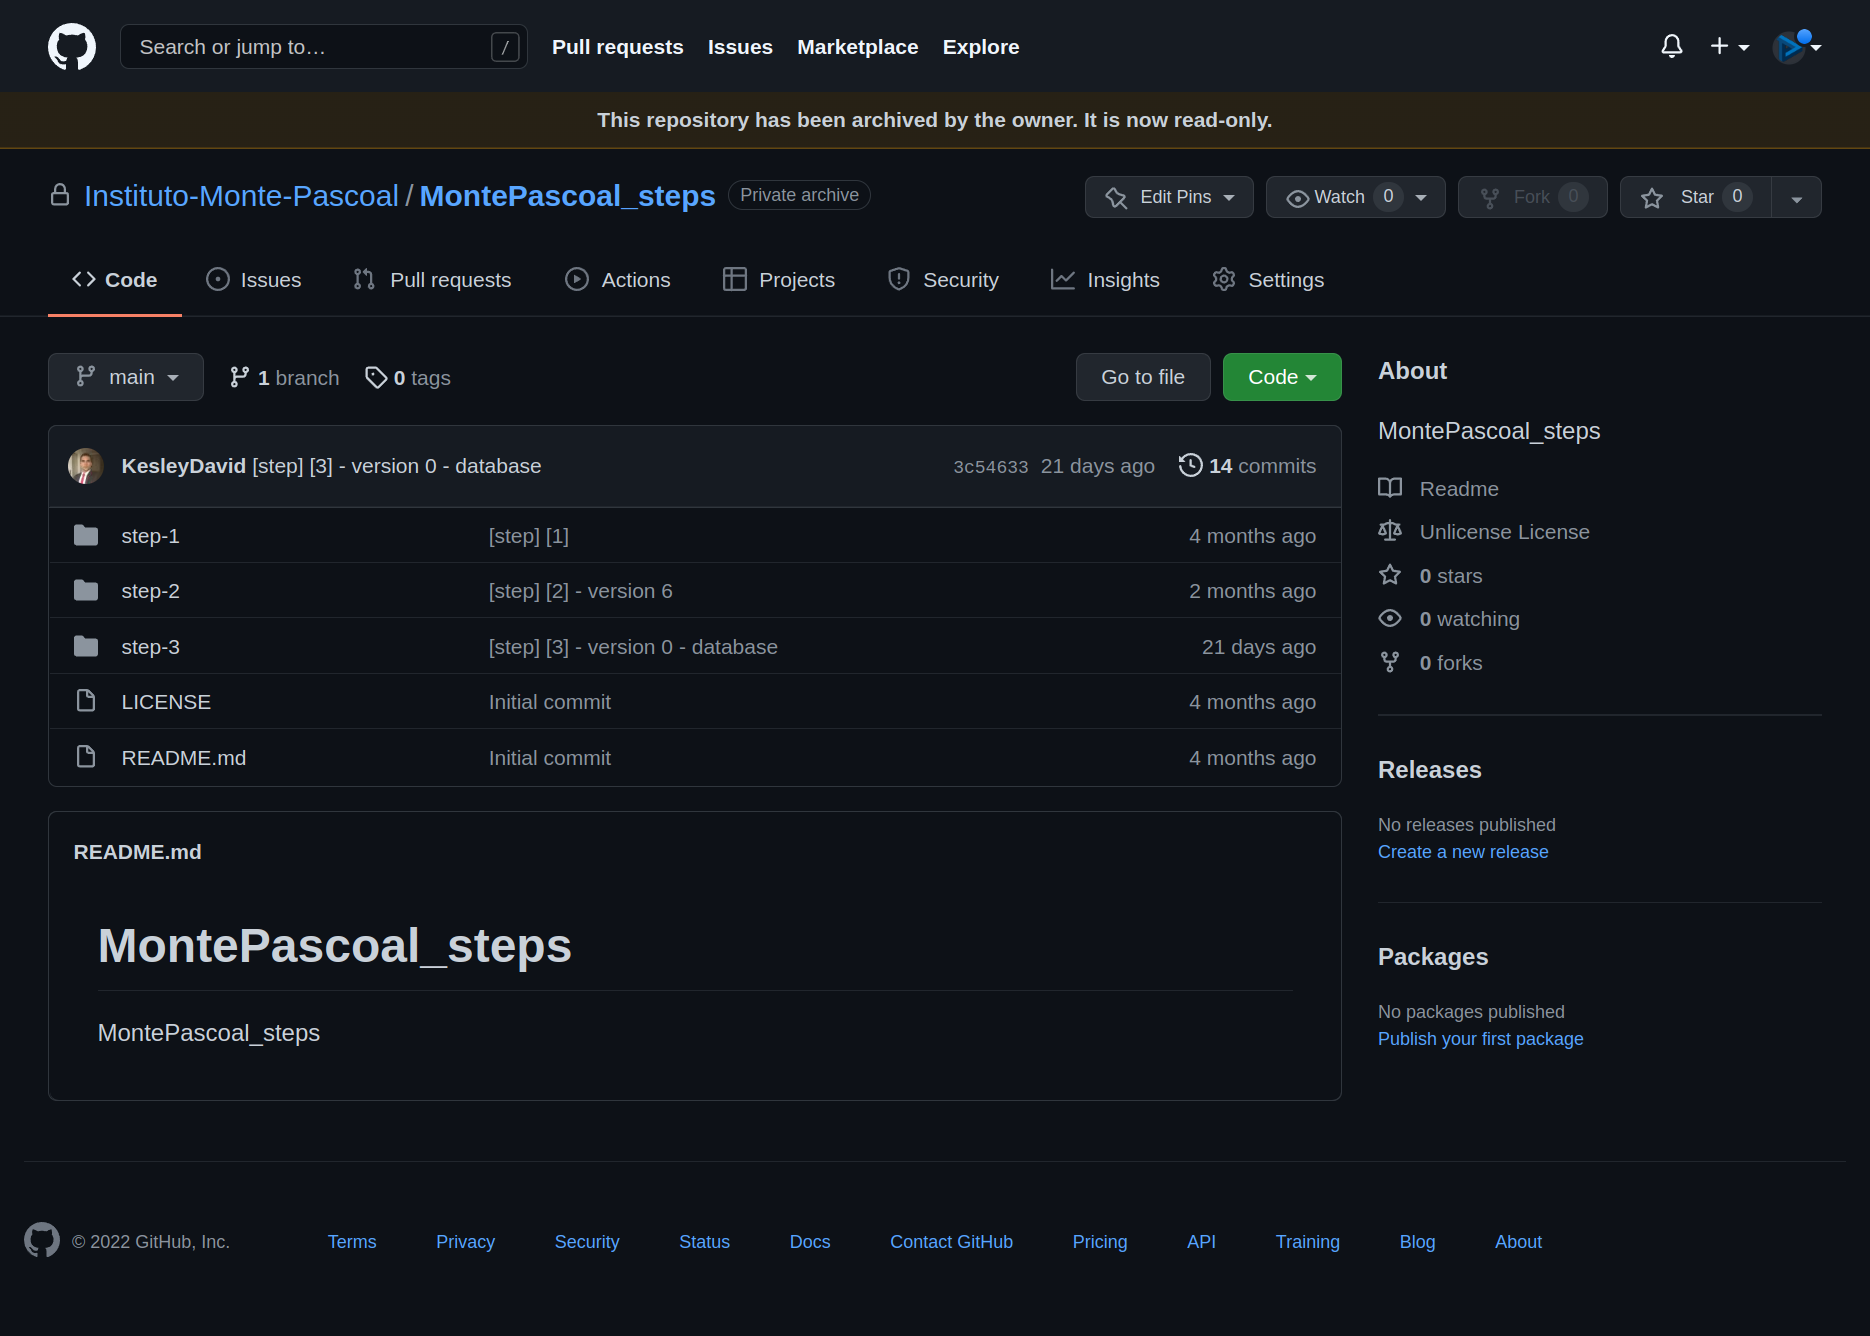 Search or jump to… /
Pull requests Issues Marketplace Explore
This repository has been archived by the owner. It is now read-only.
Instituto-Monte-Pascoal / MontePascoal_steps Private archive
Edit Pins Watch 0 Fork 0 Star 0
Code Issues Pull requests Actions Projects Security Insights Settings
main 1 branch 0 tags Go to file Code
KesleyDavid [step] [3] - version 0 - database 3c54633 21 days ago 14 commits
step-1 [step] [1] 4 months ago
step-2 [step] [2] - version 6 2 months ago
step-3 [step] [3] - version 0 - database 21 days ago
LICENSE Initial commit 4 months ago
README.md Initial commit 4 months ago
README.md
MontePascoal_steps
MontePascoal_steps
About
MontePascoal_steps
Readme
Unlicense License
0 stars
0 watching
0 forks
Releases
No releases published
Create a new release
Packages
No packages published
Publish your first package
© 2022 GitHub, Inc. Terms Privacy Security Status Docs Contact GitHub Pricing API Training Blog About